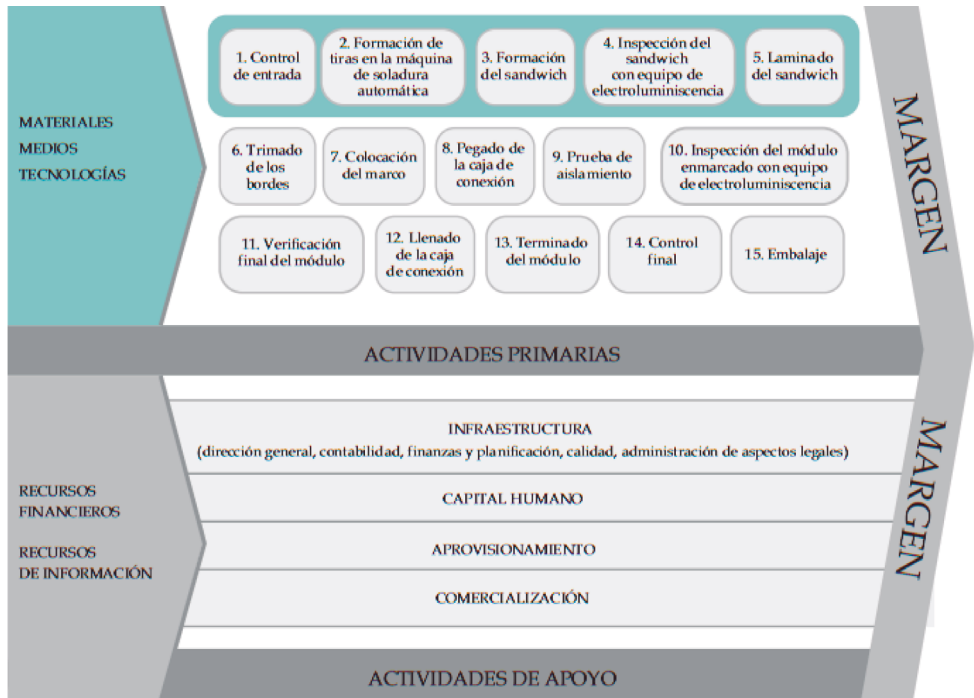 MATERIALES
MEDIOS
TECNOLOGÍAS
1. Control
de entrada
2. Formación de
tiras en la máquina
de soladura
automática
3. Formación
del sandwich
4. Inspección del
sandwich
con equipo de
electroluminiscencia
5. Laminado
del sandwich
6. Trimado
de los
bordes
7. Colocación
del marco
8. Pegado de
la caja de
conexión
9. Prueba de
aislamiento
10. Inspección del módulo
enmarcado con equipo
de electroluminiscencia
11. Verificación
final del módulo
12. Llenado
de la caja
de conexión
13. Terminado
del módulo
14. Control
final
15. Embalaje
MARGEN
ACTIVIDADES PRIMARIAS
RECURSOS
FINANCIEROS
RECURSOS
DE INFORMACIÓN
INFRAESTRUCTURA
(dirección general, contabilidad, finanzas y planificación, calidad, administración de aspectos legales)
CAPITAL HUMANO
APROVISIONAMIENTO
COMERCIALIZACIÓN
MARGEN
ACTIVIDADES DE APOYO